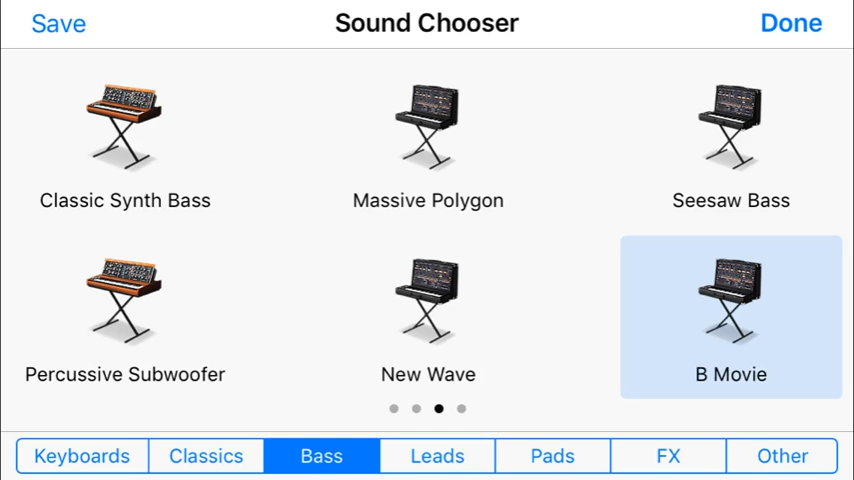 Save Sound Chooser Done
Classic Synth Bass Massive Polygon Seesaw Bass
Percussive Subwoofer New Wave B Movie
Keyboards Classics Bass Leads Pads FX Other